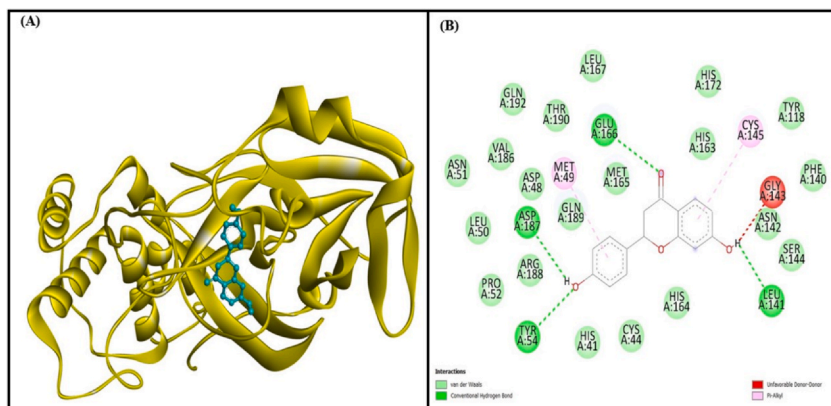 (A)
(B)
LEU
A:167
HIS
A:172
GLN
A:192
THR
A:190
TYR
A:118
GLU
A:166
CYS
A:145
HIS
A:163
VAL
A:186
ASN
A:51
MET
A:49
ASP
A:48
MET
A:165
PHE
A:140
GLY
A:143
GLN
A:189
ASP
A:187
ASN
A:142
LEU
A:50
SER
A:144
ARG
A:188
PRO
A:52
HIS
A:164
LEU
A:141
TYR
A:54
HIS
A:41
CYS
A:44
O
O
H
O
H
O
Interactions
van der Waals
Conventional Hydrogen Bond
Unfavorable Donor-Donor
Pi-Alkyl